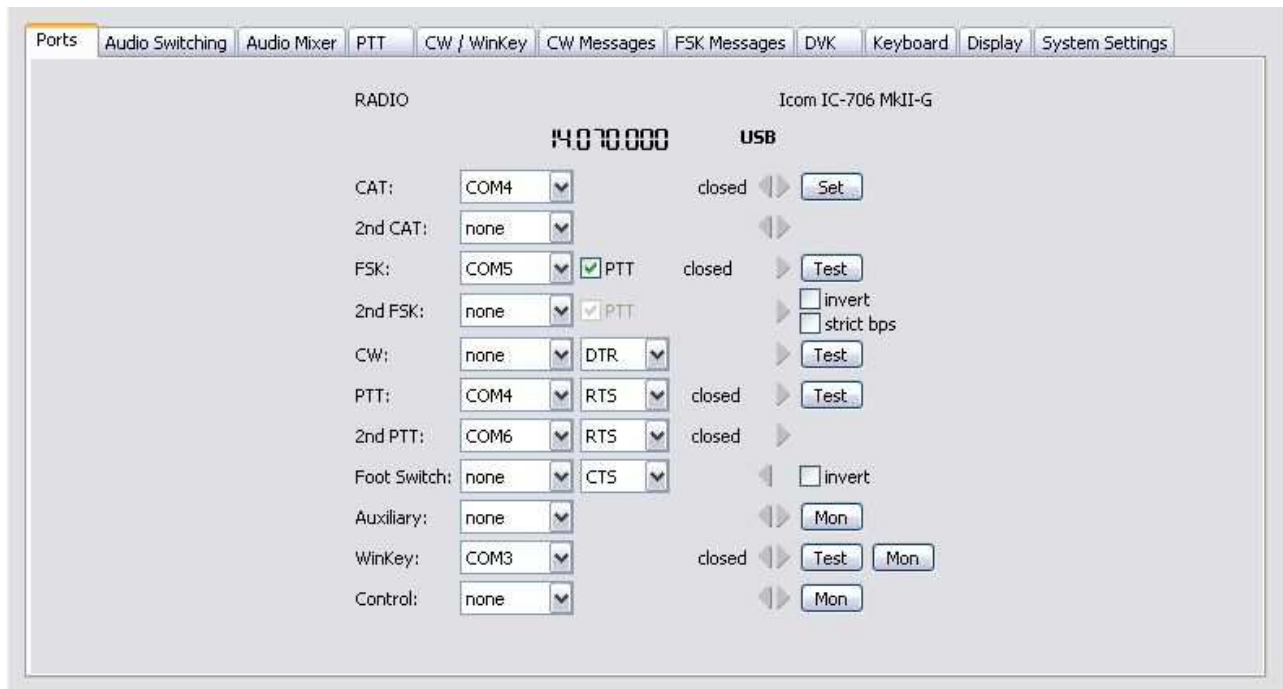 Ports Audio Switching Audio Mixer PTT CW / WinKey CW Messages FSK Messages DVK Keyboard Display System Settings
RADIO Icom IC-706 MkII-G
14.070.000 USB
CAT: COM4 closed Set
2nd CAT: none
FSK: COM5 PTT closed Test
invert
2nd FSK: none PTT
strict bps
CW: none DTR Test
PTT: COM4 RTS closed Test
2nd PTT: COM6 RTS closed
Foot Switch: none CTS invert
Auxiliary: none Mon
WinKey: COM3 closed Test Mon
Control: none Mon